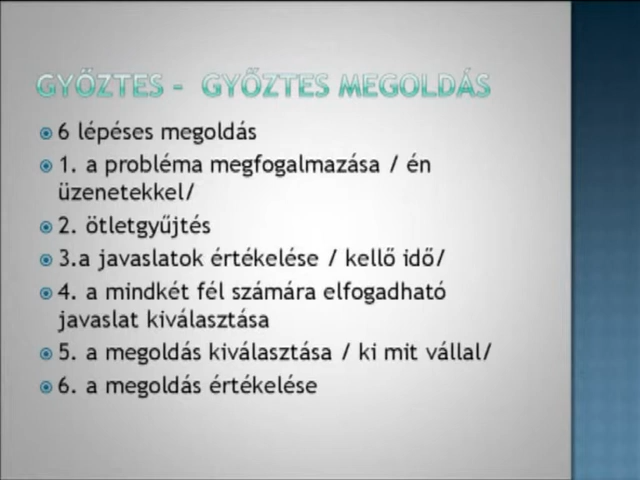 GYŐZTES - GYŐZTES MEGOLDÁS
6 lépéses megoldás
1. a probléma megfogalmazása / én
üzenetekkel/
2. ötletgyűjtés
3.a javaslatok értékelése / kellő idő/
4. a mindkét fél számára elfogadható
javaslat kiválasztása
5. a megoldás kiválasztása / ki mit vállal/
6. a megoldás értékelése